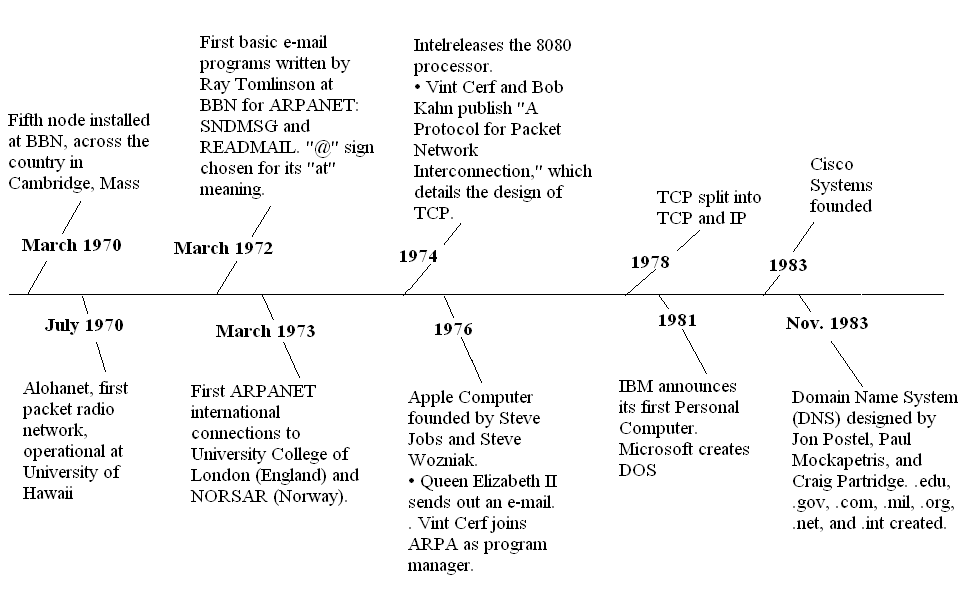 Fifth node installed
at BBN, across the
country in
Cambridge, Mass
March 1970
July 1970
Alohanet, first
packet radio
network,
operational at
University of
Hawaii
First basic e-mail
programs written by
Ray Tomlinson at
BBN for ARPANET:
SNDMSG and
READMAIL. "@" sign
chosen for its "at"
meaning.
March 1972
March 1973
First ARPANET
international
connections to
University College of
London (England) and
NORSAR (Norway).
Intelreleases the 8080
processor.
• Vint Cerf and Bob
Kahn publish "A
Protocol for Packet
Network
Interconnection," which
details the design of
TCP.
1974
1976
Apple Computer
founded by Steve
Jobs and Steve
Wozniak.
• Queen Elizabeth II
sends out an e-mail.
. Vint Cerf joins
ARPA as program
manager.
TCP split into
TCP and IP
1978
1981
IBM announces
its first Personal
Computer.
Microsoft creates
DOS
Cisco
Systems
founded
1983
Nov. 1983
Domain Name System
(DNS) designed by
Jon Postel, Paul
Mockapetris, and
Craig Partridge. .edu,
.gov, .com, .mil, .org,
.net, and .int created.